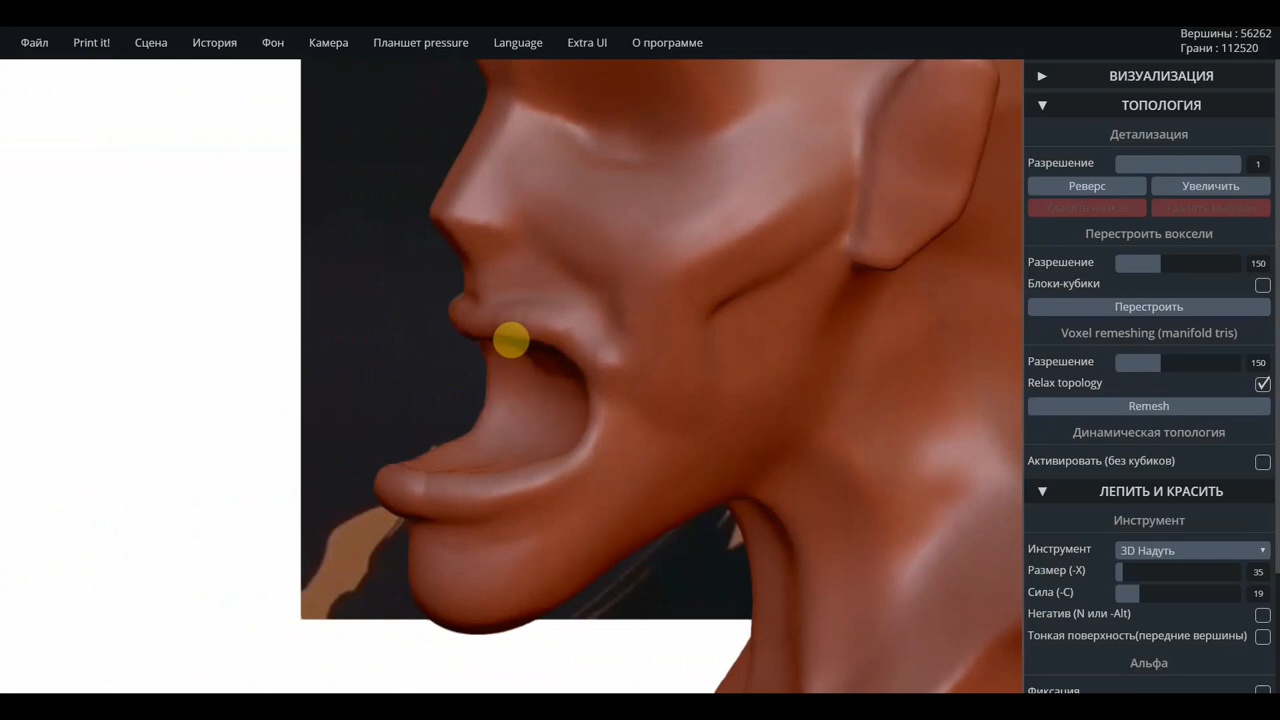 Файл Print it! Сцена История Фон Камера Планшет pressure Language Extra UI О программе
Вершины : 56262
Грани : 112520
ВИЗУАЛИЗАЦИЯ
ТОПОЛОГИЯ
Детализация
Разрешение 1
Реверс Увеличить
Перестроить воксели
Разрешение 150
Блоки-кубики
Перестроить
Voxel remeshing (manifold tris)
Разрешение 150
Relax topology
Remesh
Динамическая топология
Активировать (без кубиков)
ЛЕПИТЬ И КРАСИТЬ
Инструмент
Инструмент 3D Надуть
Размер (-X) 35
Сила (-C) 19
Негатив (N или -Alt)
Тонкая поверхность(передние вершины)
Альфа
Фиксация